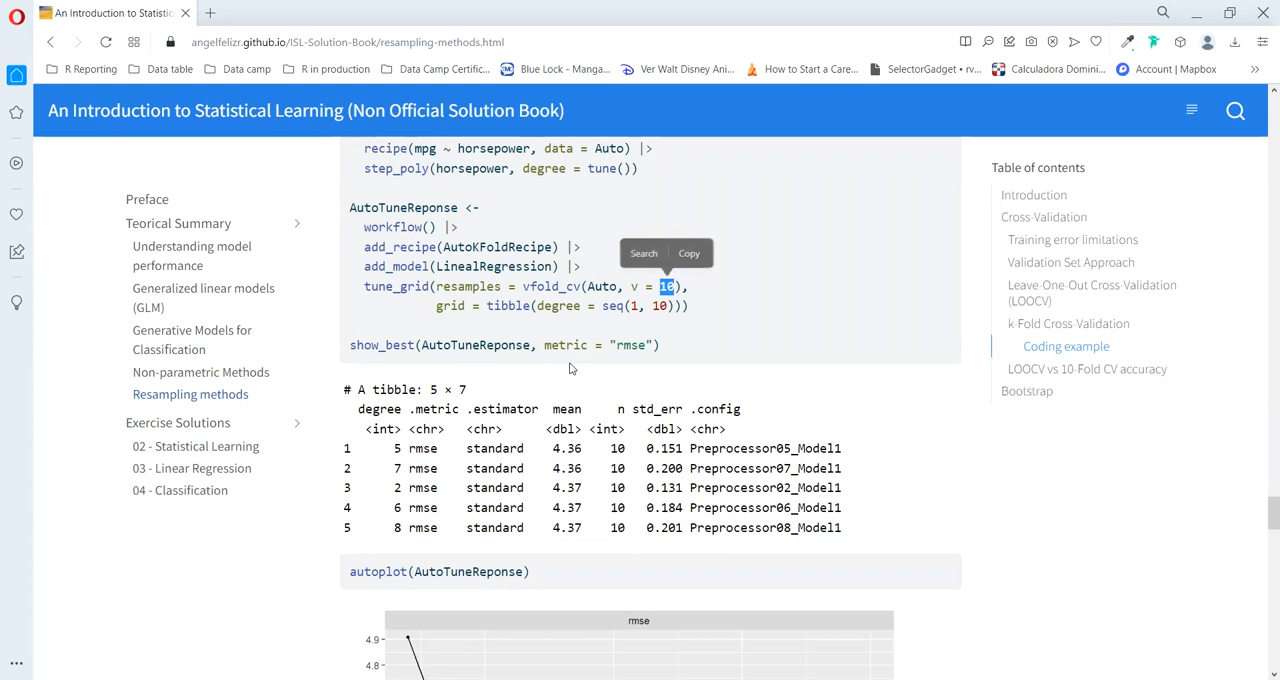 An Introduction to Statistic
angelfelizr.github.io/ISL-Solution-Book/resampling-methods.html
R Reporting
Data table
Data camp
R in production
Data Camp Certific...
Blue Lock - Manga...
Ver Walt Disney Ani...
How to Start a Care...
SelectorGadget • rv...
Calculadora Domini...
Account | Mapbox
An Introduction to Statistical Learning (Non Official Solution Book)
Preface
Teorical Summary
Understanding model
performance
Generalized linear models
(GLM)
Generative Models for
Classification
Non-parametric Methods
Resampling methods
Exercise Solutions
02 - Statistical Learning
03 - Linear Regression
04 - Classification
recipe(mpg ~ horsepower, data = Auto) |>
step_poly(horsepower, degree = tune())
AutoTuneReponse <-
workflow() |>
add_recipe(AutoKFoldRecipe) |>
add_model(LinealRegression) |>
tune_grid(resamples = vfold_cv(Auto, v = 10),
grid = tibble(degree = seq(1, 10)))
Search Copy
show_best(AutoTuneReponse, metric = "rmse")
# A tibble: 5 × 7
degree .metric .estimator mean n std_err .config
<int> <chr> <chr> <dbl> <int> <dbl> <chr>
1 5 rmse standard 4.36 10 0.151 Preprocessor05_Model1
2 7 rmse standard 4.36 10 0.200 Preprocessor07_Model1
3 2 rmse standard 4.37 10 0.131 Preprocessor02_Model1
4 6 rmse standard 4.37 10 0.184 Preprocessor06_Model1
5 8 rmse standard 4.37 10 0.201 Preprocessor08_Model1
autoplot(AutoTuneReponse)
rmse
4.9
4.8
Table of contents
Introduction
Cross-Validation
Training error limitations
Validation Set Approach
Leave-One-Out Cross-Validation
(LOOCV)
k-Fold Cross-Validation
Coding example
LOOCV vs 10-Fold CV accuracy
Bootstrap